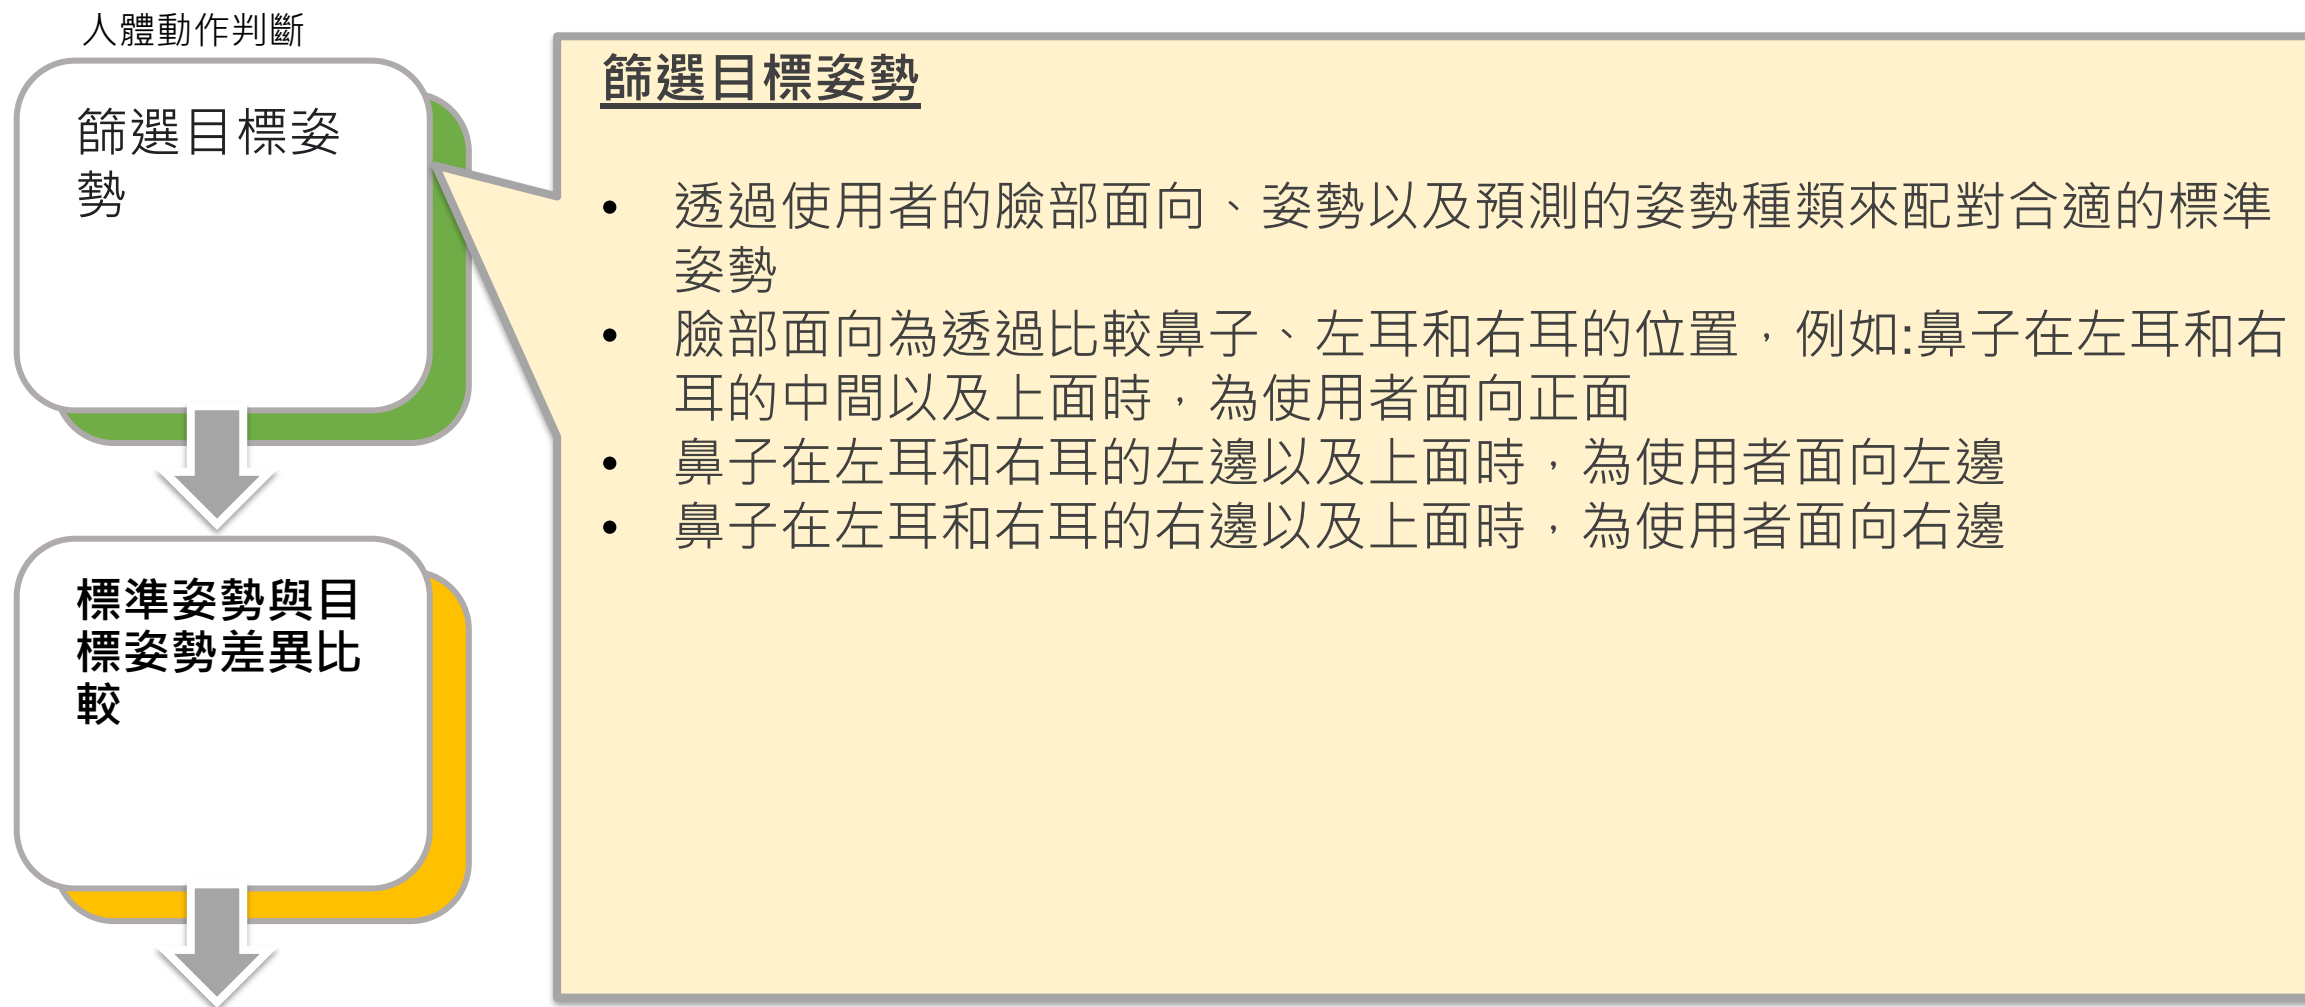 人體動作判斷
篩選目標姿
勢
標準姿勢與目
標姿勢差異比
較
篩選目標姿勢
• 透過使用者的臉部面向、姿勢以及預測的姿勢種類來配對合適的標準
姿勢
• 臉部面向為透過比較鼻子、左耳和右耳的位置，例如:鼻子在左耳和右
耳的中間以及上面時，為使用者面向正面
• 鼻子在左耳和右耳的左邊以及上面時，為使用者面向左邊
• 鼻子在左耳和右耳的右邊以及上面時，為使用者面向右邊